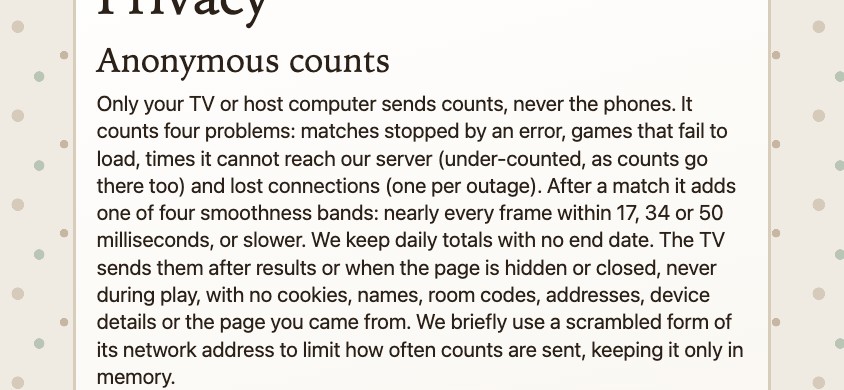 Privacy
Anonymous counts
Only your TV or host computer sends counts, never the phones. It
counts four problems: matches stopped by an error, games that fail to
load, times it cannot reach our server (under-counted, as counts go
there too) and lost connections (one per outage). After a match it adds
one of four smoothness bands: nearly every frame within 17, 34 or 50
milliseconds, or slower. We keep daily totals with no end date. The TV
sends them after results or when the page is hidden or closed, never
during play, with no cookies, names, room codes, addresses, device
details or the page you came from. We briefly use a scrambled form of
its network address to limit how often counts are sent, keeping it only in
memory.